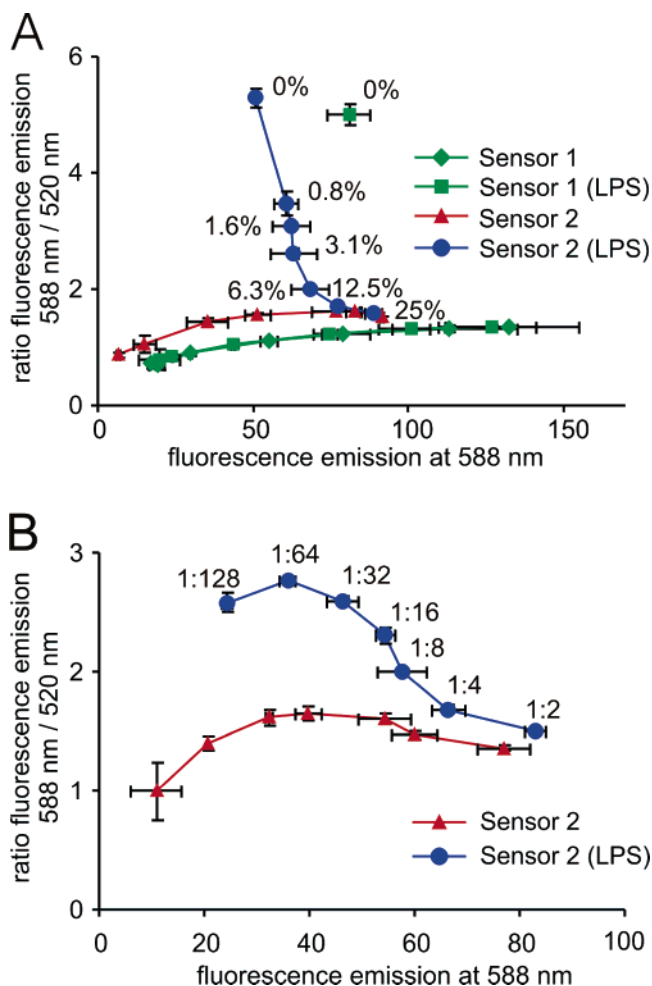 A
6
4
2
0
0
50
100
150
ratio fluorescence emission
588 nm / 520 nm
fluorescence emission at 588 nm
0%
0%
0.8%
1.6%
3.1%
6.3%
12.5%
25%
Sensor 1
Sensor 1 (LPS)
Sensor 2
Sensor 2 (LPS)
B
3
2
1
0
0
20
40
60
80
100
ratio fluorescence emission
588 nm / 520 nm
fluorescence emission at 588 nm
1:128
1:64
1:32
1:16
1:8
1:4
1:2
Sensor 2
Sensor 2 (LPS)